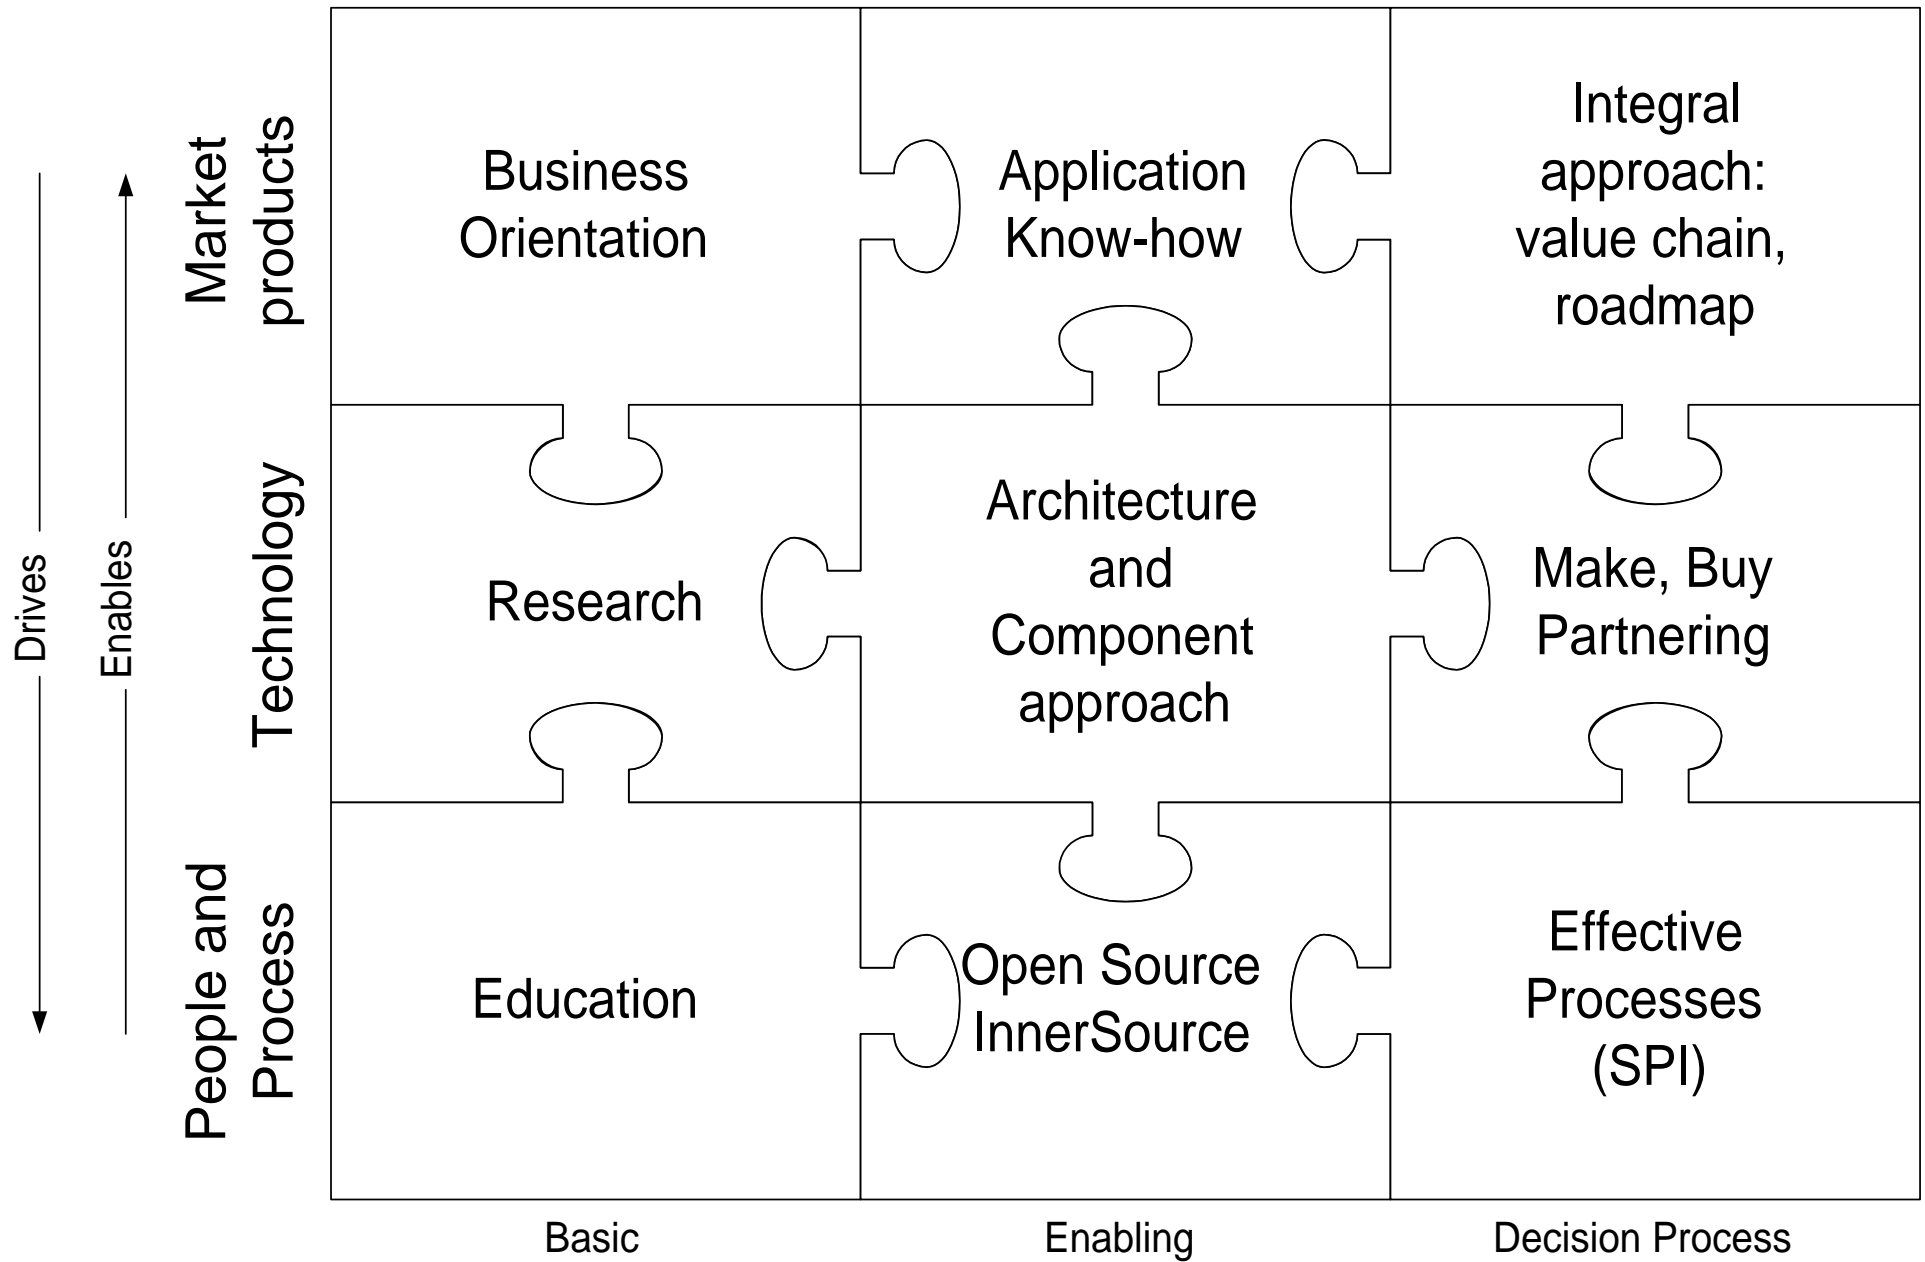 Drives
Enables
Market
products
Business
Orientation
Application
Know-how
Integral
approach:
value chain,
roadmap
Technology
Research
Architecture
and
Component
approach
Make, Buy
Partnering
People and
Process
Education
Open Source
InnerSource
Effective
Processes
(SPI)
Basic
Enabling
Decision Process